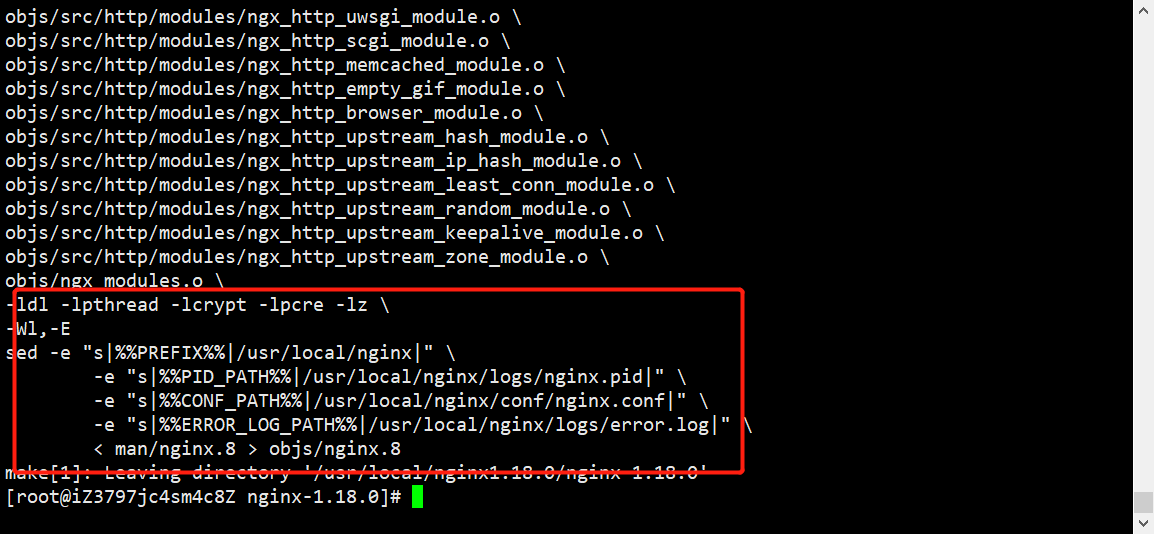 objs/src/http/modules/ngx_http_uwsgi_module.o \
objs/src/http/modules/ngx_http_scgi_module.o \
objs/src/http/modules/ngx_http_memcached_module.o \
objs/src/http/modules/ngx_http_empty_gif_module.o \
objs/src/http/modules/ngx_http_browser_module.o \
objs/src/http/modules/ngx_http_upstream_hash_module.o \
objs/src/http/modules/ngx_http_upstream_ip_hash_module.o \
objs/src/http/modules/ngx_http_upstream_least_conn_module.o \
objs/src/http/modules/ngx_http_upstream_random_module.o \
objs/src/http/modules/ngx_http_upstream_keepalive_module.o \
objs/src/http/modules/ngx_http_upstream_zone_module.o \
objs/ngx_modules.o \
-ldl -lpthread -lcrypt -lpcre -lz \
-Wl,-E
sed -e "s|%%PREFIX%%|/usr/local/nginx|" \
        -e "s|%%PID_PATH%%|/usr/local/nginx/logs/nginx.pid|" \
        -e "s|%%CONF_PATH%%|/usr/local/nginx/conf/nginx.conf|" \
        -e "s|%%ERROR_LOG_PATH%%|/usr/local/nginx/logs/error.log|" \
        < man/nginx.8 > objs/nginx.8
make[1]: Leaving directory '/usr/local/nginx1.18.0/nginx-1.18.0'
[root@iZ3797jc4sm4c8Z nginx-1.18.0]#